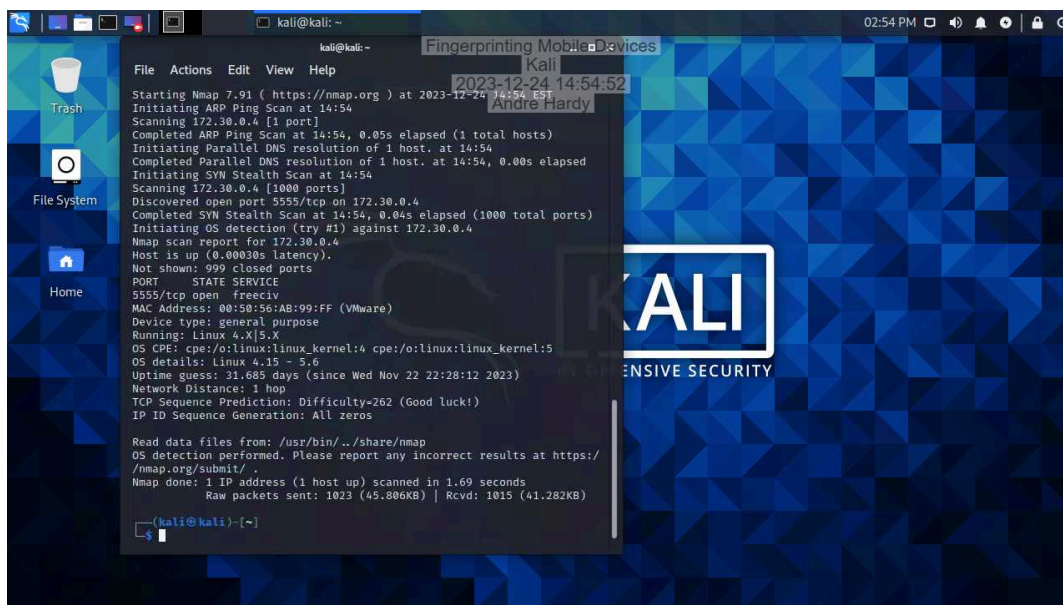 kali@kali: ~
02:54 PM
kali@kali: ~
Fingerprinting Mobile Devices
Kali
2023-12-24 14:54:52
Andre Hardy
File Actions Edit View Help
Trash
File System
Home
Starting Nmap 7.91 ( https://nmap.org ) at 2023-12-24 14:54 EST
Initiating ARP Ping Scan at 14:54
Scanning 172.30.0.4 [1 port]
Completed ARP Ping Scan at 14:54, 0.05s elapsed (1 total hosts)
Initiating Parallel DNS resolution of 1 host. at 14:54
Completed Parallel DNS resolution of 1 host. at 14:54, 0.00s elapsed
Initiating SYN Stealth Scan at 14:54
Scanning 172.30.0.4 [1000 ports]
Discovered open port 5555/tcp on 172.30.0.4
Completed SYN Stealth Scan at 14:54, 0.04s elapsed (1000 total ports)
Initiating OS detection (try #1) against 172.30.0.4
Nmap scan report for 172.30.0.4
Host is up (0.00030s latency).
Not shown: 999 closed ports
PORT     STATE SERVICE
5555/tcp open  freeciv
MAC Address: 00:50:56:AB:99:FF (VMware)
Device type: general purpose
Running: Linux 4.X|5.X
OS CPE: cpe:/o:linux:linux_kernel:4 cpe:/o:linux:linux_kernel:5
OS details: Linux 4.15 - 5.6
Uptime guess: 31.685 days (since Wed Nov 22 22:28:12 2023)
Network Distance: 1 hop
TCP Sequence Prediction: Difficulty=262 (Good luck!)
IP ID Sequence Generation: All zeros
Read data files from: /usr/bin/../share/nmap
OS detection performed. Please report any incorrect results at https:/
/nmap.org/submit/ .
Nmap done: 1 IP address (1 host up) scanned in 1.69 seconds
Raw packets sent: 1023 (45.806KB) | Rcvd: 1015 (41.282KB)
(kali㉿kali)-[~]
$
KALI
ENSIVE SECURITY